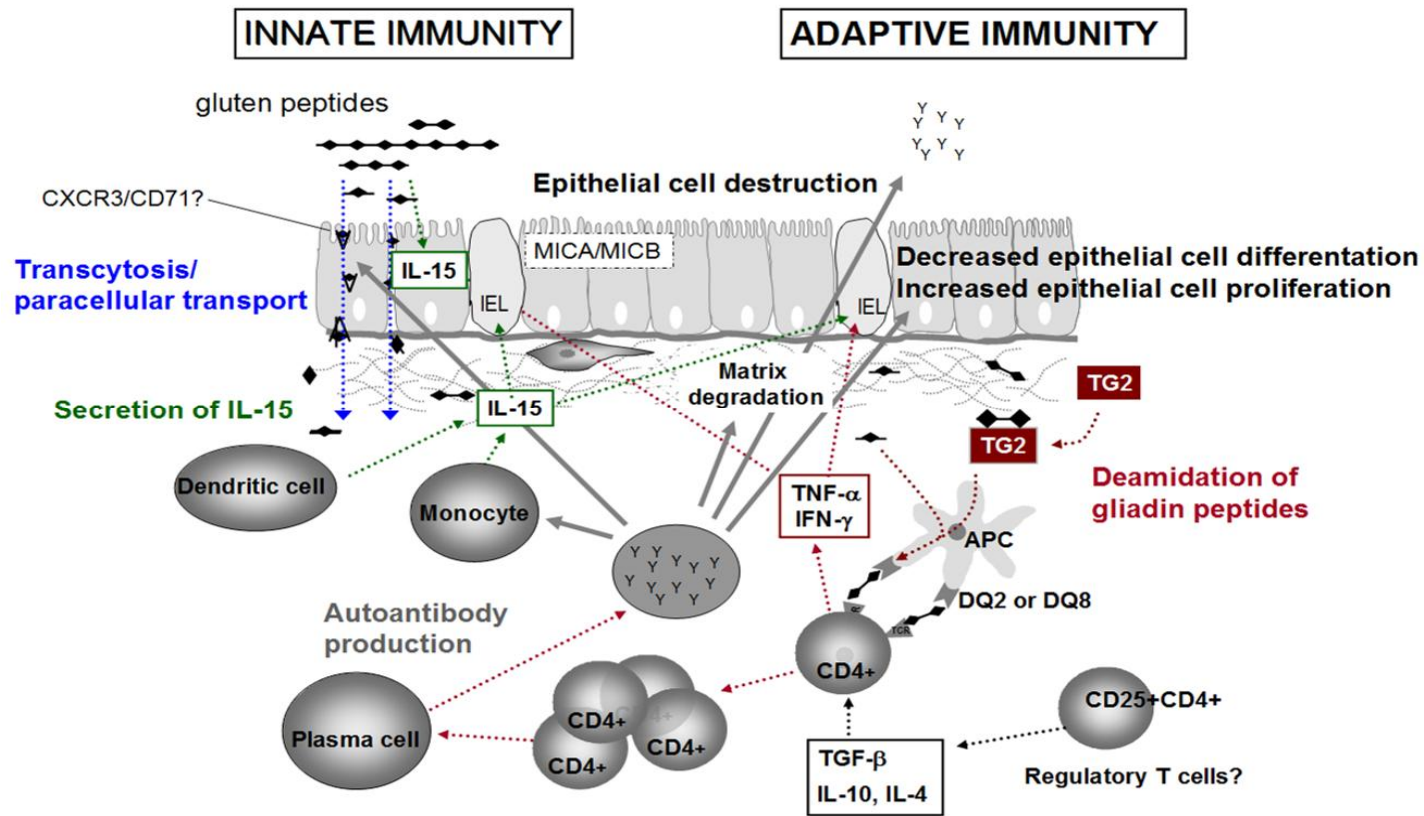 INNATE IMMUNITY
ADAPTIVE IMMUNITY
gluten peptides
Y
Y Y Y
Y Y
Y Y
Epithelial cell destruction
CXCR3/CD71?
MICA/MICB
Transcytosis/
paracellular transport
IL-15
IEL
IEL
Decreased epithelial cell differentation
Increased epithelial cell proliferation
Matrix
degradation
TG2
Secretion of IL-15
IL-15
TG2
Dendritic cell
Monocyte
TNF-α
IFN-γ
Deamidation of
gliadin peptides
APC
Y Y
Y Y Y Y
Y Y Y Y
Y Y
DQ2 or DQ8
TCR
Autoantibody
production
CD4+
CD25+CD4+
Plasma cell
CD4+
CD4+
CD4+
CD4+
TGF-β
IL-10, IL-4
Regulatory T cells?